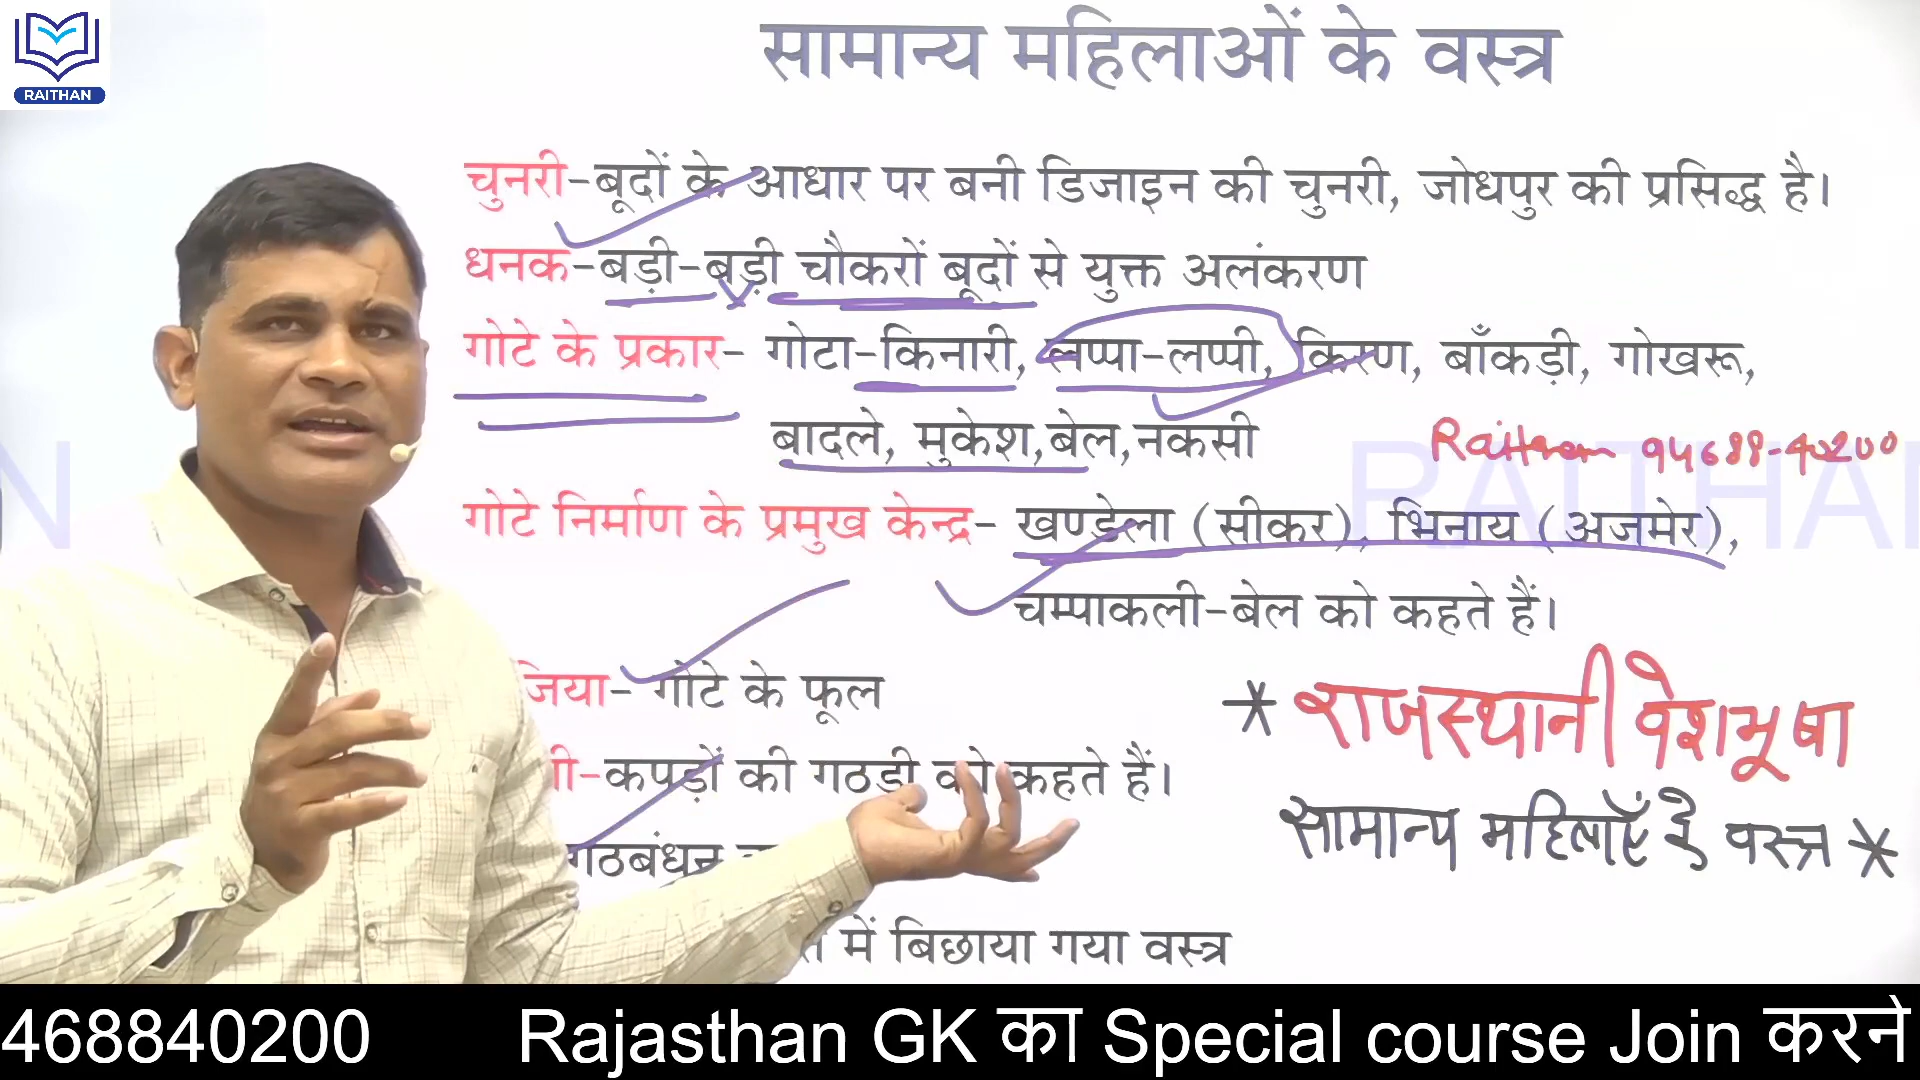 RAITHAN
सामान्य महिलाओं के वस्त्र
चुनरी-बूदों के आधार पर बनी डिजाइन की चुनरी, जोधपुर की प्रसिद्ध है।
धनक-बड़ी-बड़ी चौकरों बूदों से युक्त अलंकरण
गोटे के प्रकार- गोटा-किनारी, लप्पा-लप्पी, किरण, बाँकड़ी, गोखरू,
बादले, मुकेश,बेल,नकसी
Raithan 94688-40200
RAITHAN
गोटे निर्माण के प्रमुख केन्द्र- खण्डेला (सीकर), भिनाय (अजमेर),
चम्पाकली-बेल को कहते हैं।
जिया- गोटे के फूल
* राजस्थानी वेशभूषा
कपड़ों की गठडी को कहते हैं।
सामान्य महिलाएँ रे वस्त्र *
गठबंधन
में बिछाया गया वस्त्र
468840200 Rajasthan GK का Special course Join करने